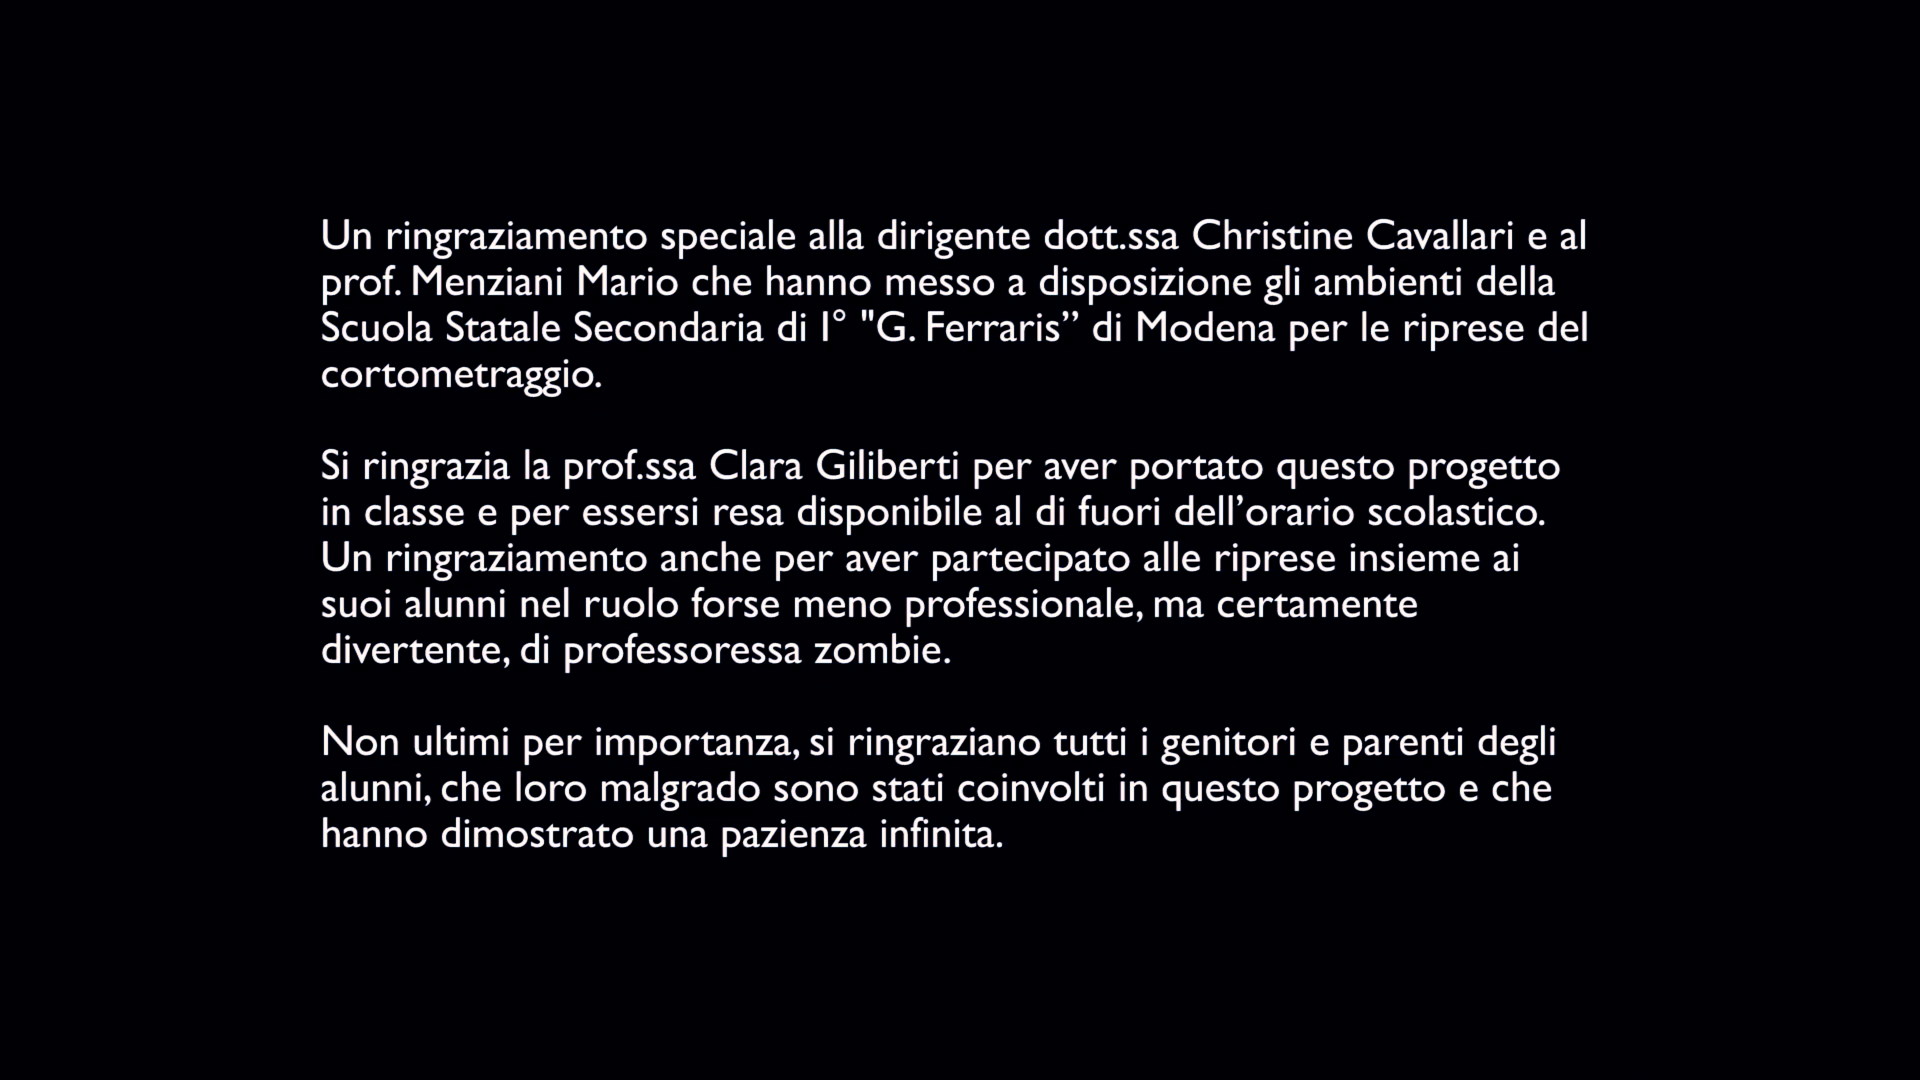 Un ringraziamento speciale alla dirigente dott.ssa Christine Cavallari e al
prof. Menziani Mario che hanno messo a disposizione gli ambienti della
Scuola Statale Secondaria di I° "G. Ferraris” di Modena per le riprese del
cortometraggio.
Si ringrazia la prof.ssa Clara Giliberti per aver portato questo progetto
in classe e per essersi resa disponibile al di fuori dell’orario scolastico.
Un ringraziamento anche per aver partecipato alle riprese insieme ai
suoi alunni nel ruolo forse meno professionale, ma certamente
divertente, di professoressa zombie.
Non ultimi per importanza, si ringraziano tutti i genitori e parenti degli
alunni, che loro malgrado sono stati coinvolti in questo progetto e che
hanno dimostrato una pazienza infinita.